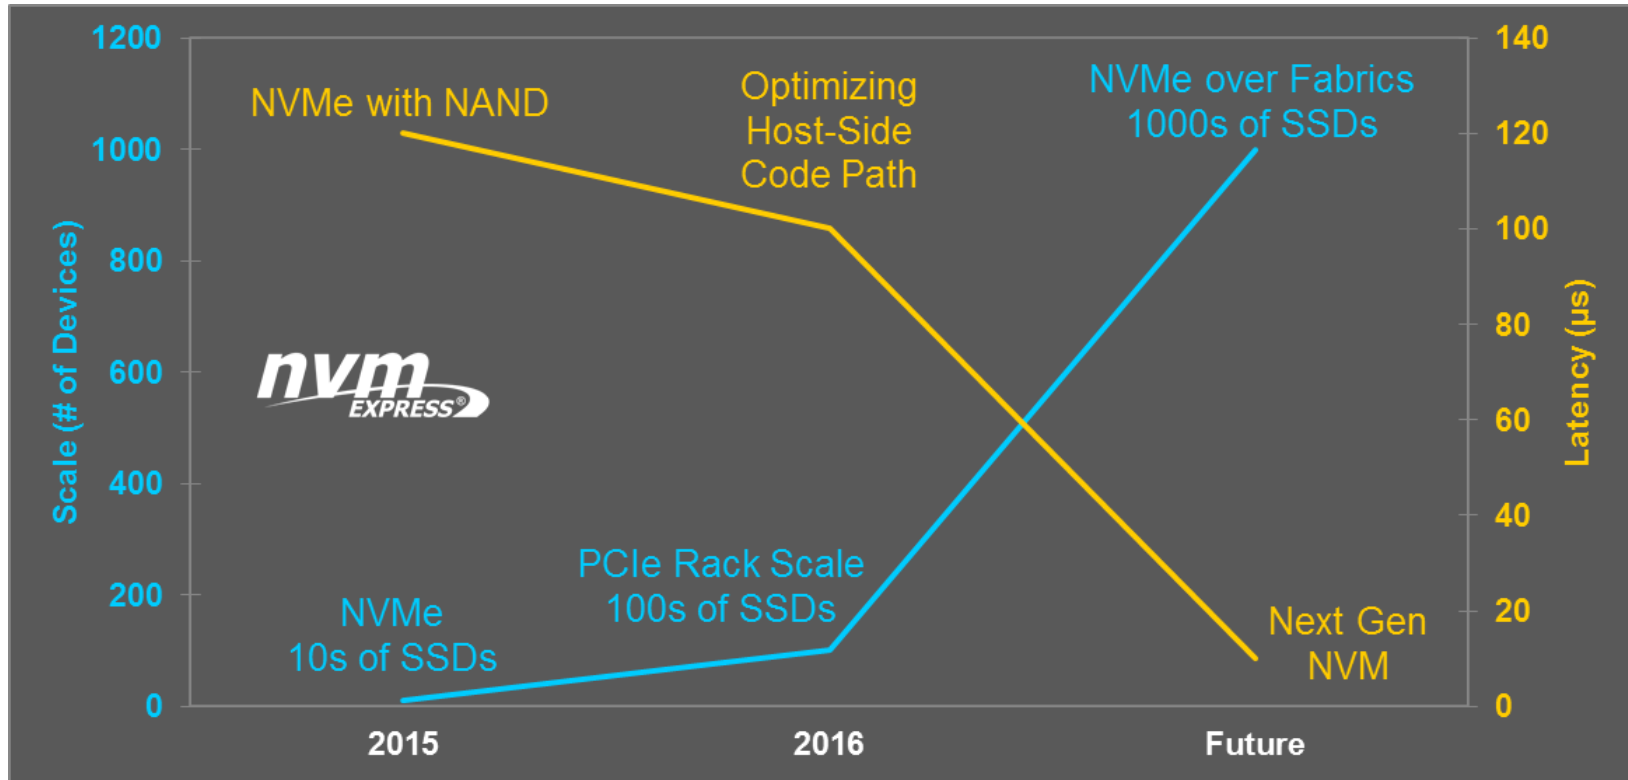 1200
1000
800
600
400
200
0
Scale (# of Devices)
NVMe with NAND
Optimizing
Host-Side
Code Path
NVMe over Fabrics
1000s of SSDs
nvm
EXPRESS®
NVMe
10s of SSDs
PCIe Rack Scale
100s of SSDs
Next Gen
NVM
140
120
100
80
60
40
20
0
Latency (µs)
2015
2016
Future